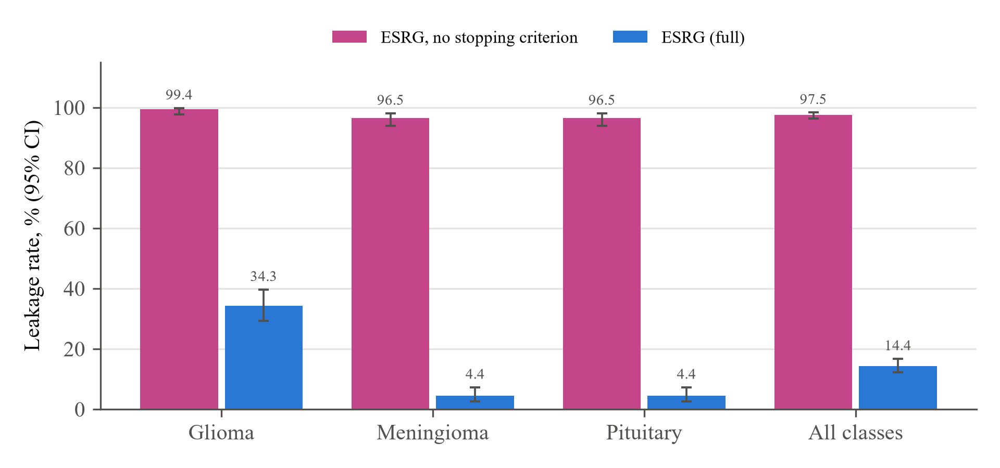 ESRG, no stopping criterion
ESRG (full)
Leakage rate, % (95% CI)
100
80
60
40
20
0
99.4
34.3
96.5
4.4
96.5
4.4
97.5
14.4
Glioma
Meningioma
Pituitary
All classes